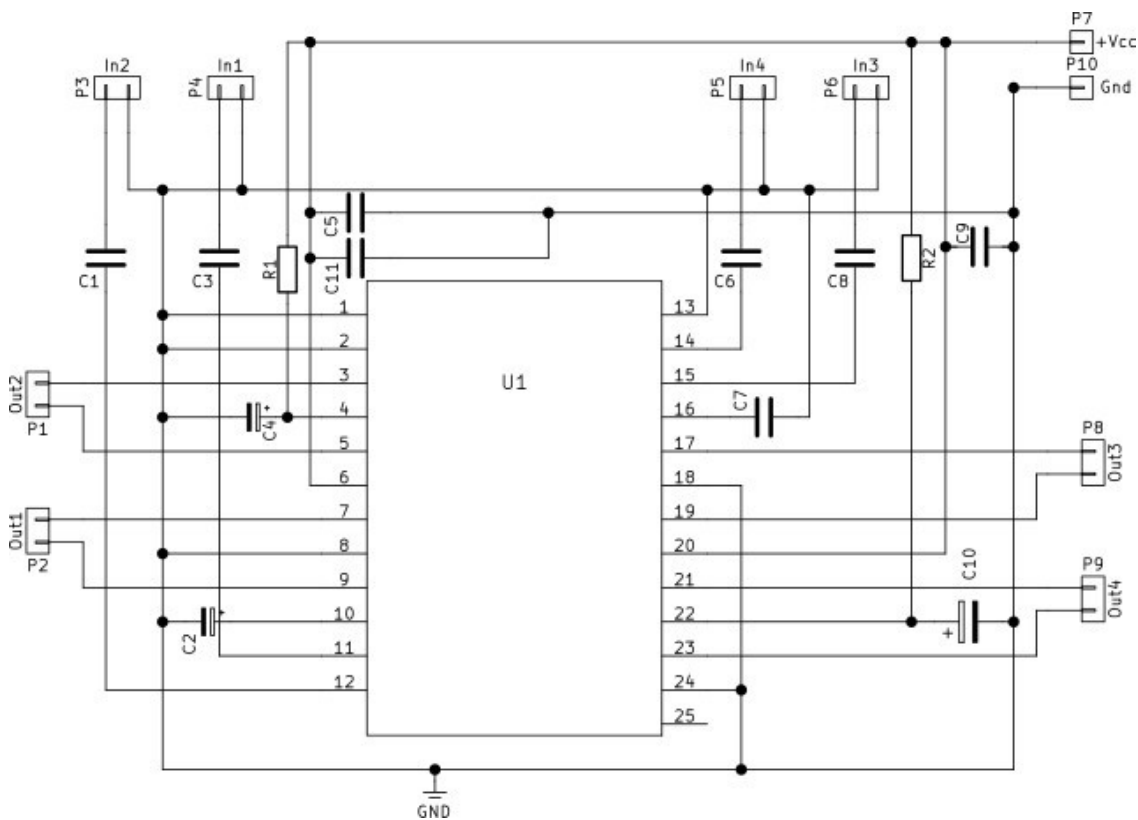 P7
+Vcc
P10
Gnd
In2
P3
In1
P4
In4
P5
In3
P6
C5
C11
C1
C3
R1
C6
C8
R2
C9
1
2
3
4
5
6
7
8
9
10
11
12
U1
13
14
15
16
17
18
19
20
21
22
23
24
25
Out2
P1
C4
+
Out1
P2
C2
+
C7
P8
Out3
C10
+
P9
Out4
GND